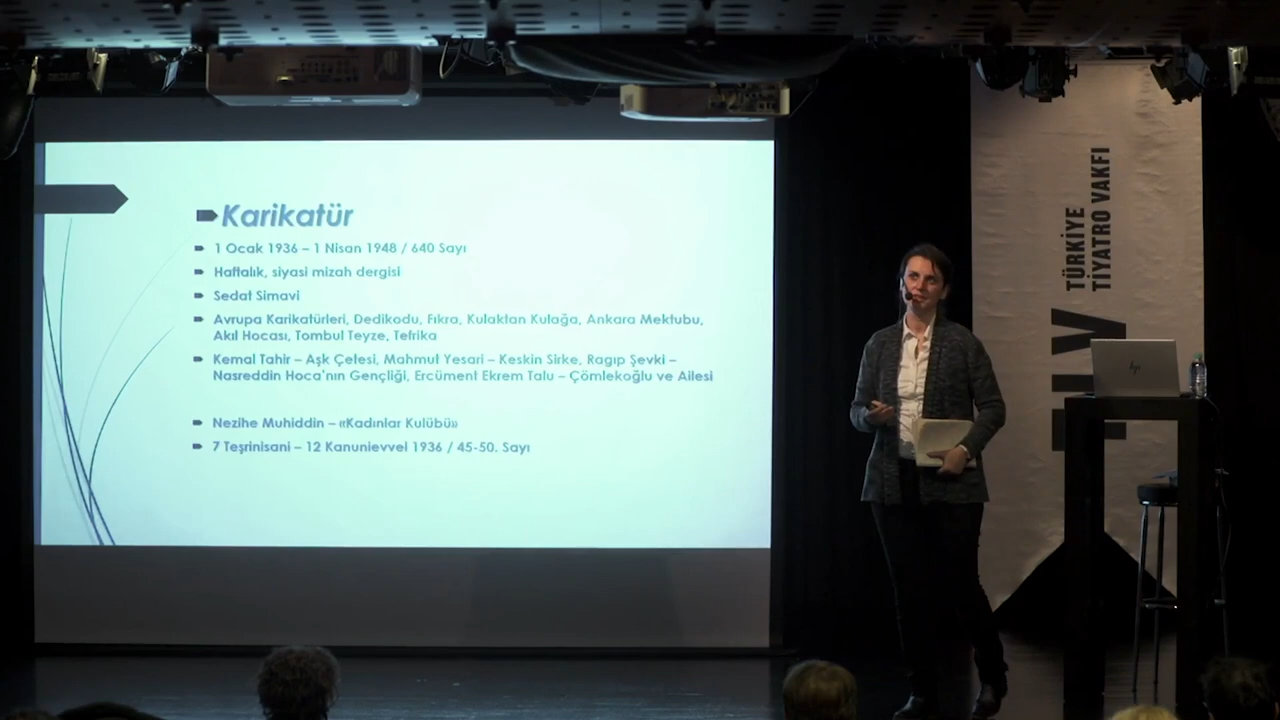 Karikatür
1 Ocak 1936 – 1 Nisan 1948 / 640 Sayı
Haftalık, siyasi mizah dergisi
Sedat Simavi
Avrupa Karikatürleri, Dedikodu, Fıkra, Kulaktan Kulağa, Ankara Mektubu,
Akıl Hocası, Tombul Teyze, Tefrika
Kemal Tahir – Aşk Çetesi, Mahmut Yesari – Keskin Sirke, Ragıp Şevki –
Nasreddin Hoca'nın Gençliği, Ercüment Ekrem Talu – Çömlekoğlu ve Ailesi
Nezihe Muhiddin – «Kadınlar Kulübü»
7 Teşrinisani – 12 Kanunievvel 1936 / 45-50. Sayı
TÜRKİYE
TİYATRO VAKFI
hp